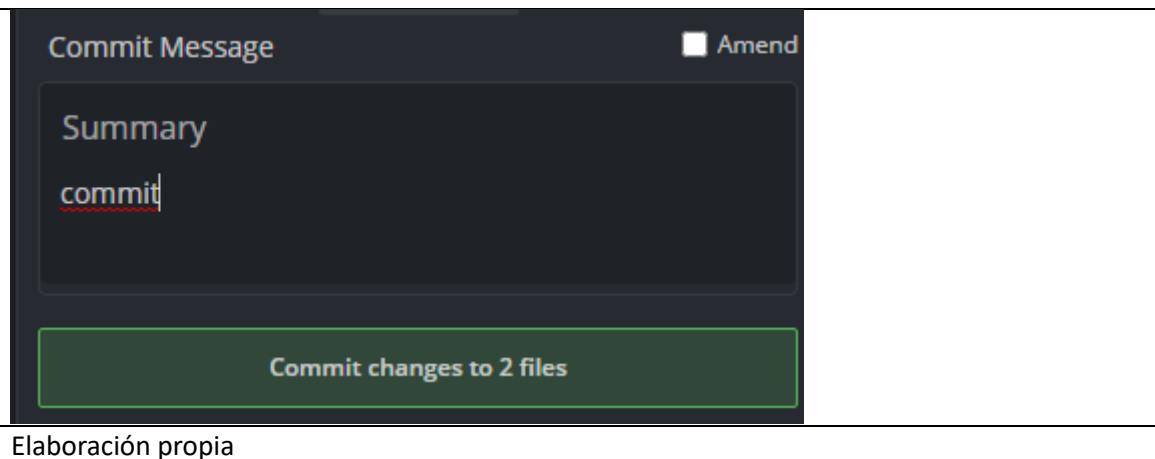 Commit Message Amend
Summary
commit
Commit changes to 2 files
Elaboración propia